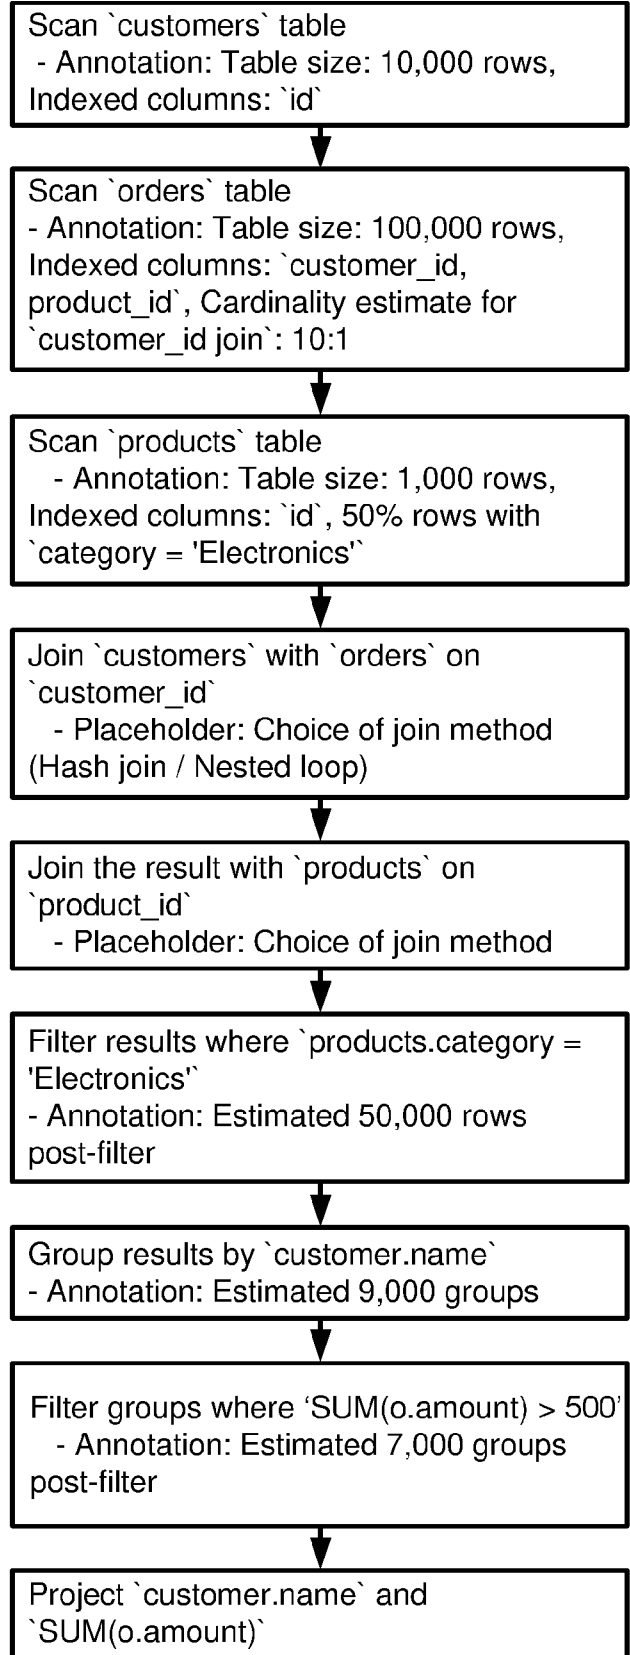 Scan `customers` table
- Annotation: Table size: 10,000 rows,
Indexed columns: `id`
Scan `orders` table
- Annotation: Table size: 100,000 rows,
Indexed columns: `customer_id,
product_id`, Cardinality estimate for
`customer_id join`: 10:1
Scan `products` table
- Annotation: Table size: 1,000 rows,
Indexed columns: `id`, 50% rows with
`category = 'Electronics'`
Join `customers` with `orders` on
`customer_id`
- Placeholder: Choice of join method
(Hash join / Nested loop)
Join the result with `products` on
`product_id`
- Placeholder: Choice of join method
Filter results where `products.category =
'Electronics'`
- Annotation: Estimated 50,000 rows
post-filter
Group results by `customer.name`
- Annotation: Estimated 9,000 groups
Filter groups where ‘SUM(o.amount) > 500’
- Annotation: Estimated 7,000 groups
post-filter
Project `customer.name` and
`SUM(o.amount)`